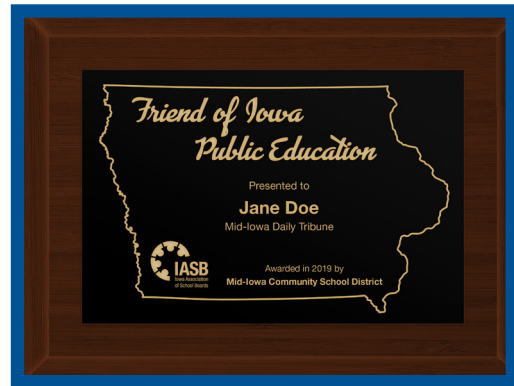 Friend of Iowa
Public Education
Presented to
Jane Doe
Mid-Iowa Daily Tribune
IASB
Iowa Association
of School Boards
Awarded in 2019 by
Mid-Iowa Community School District